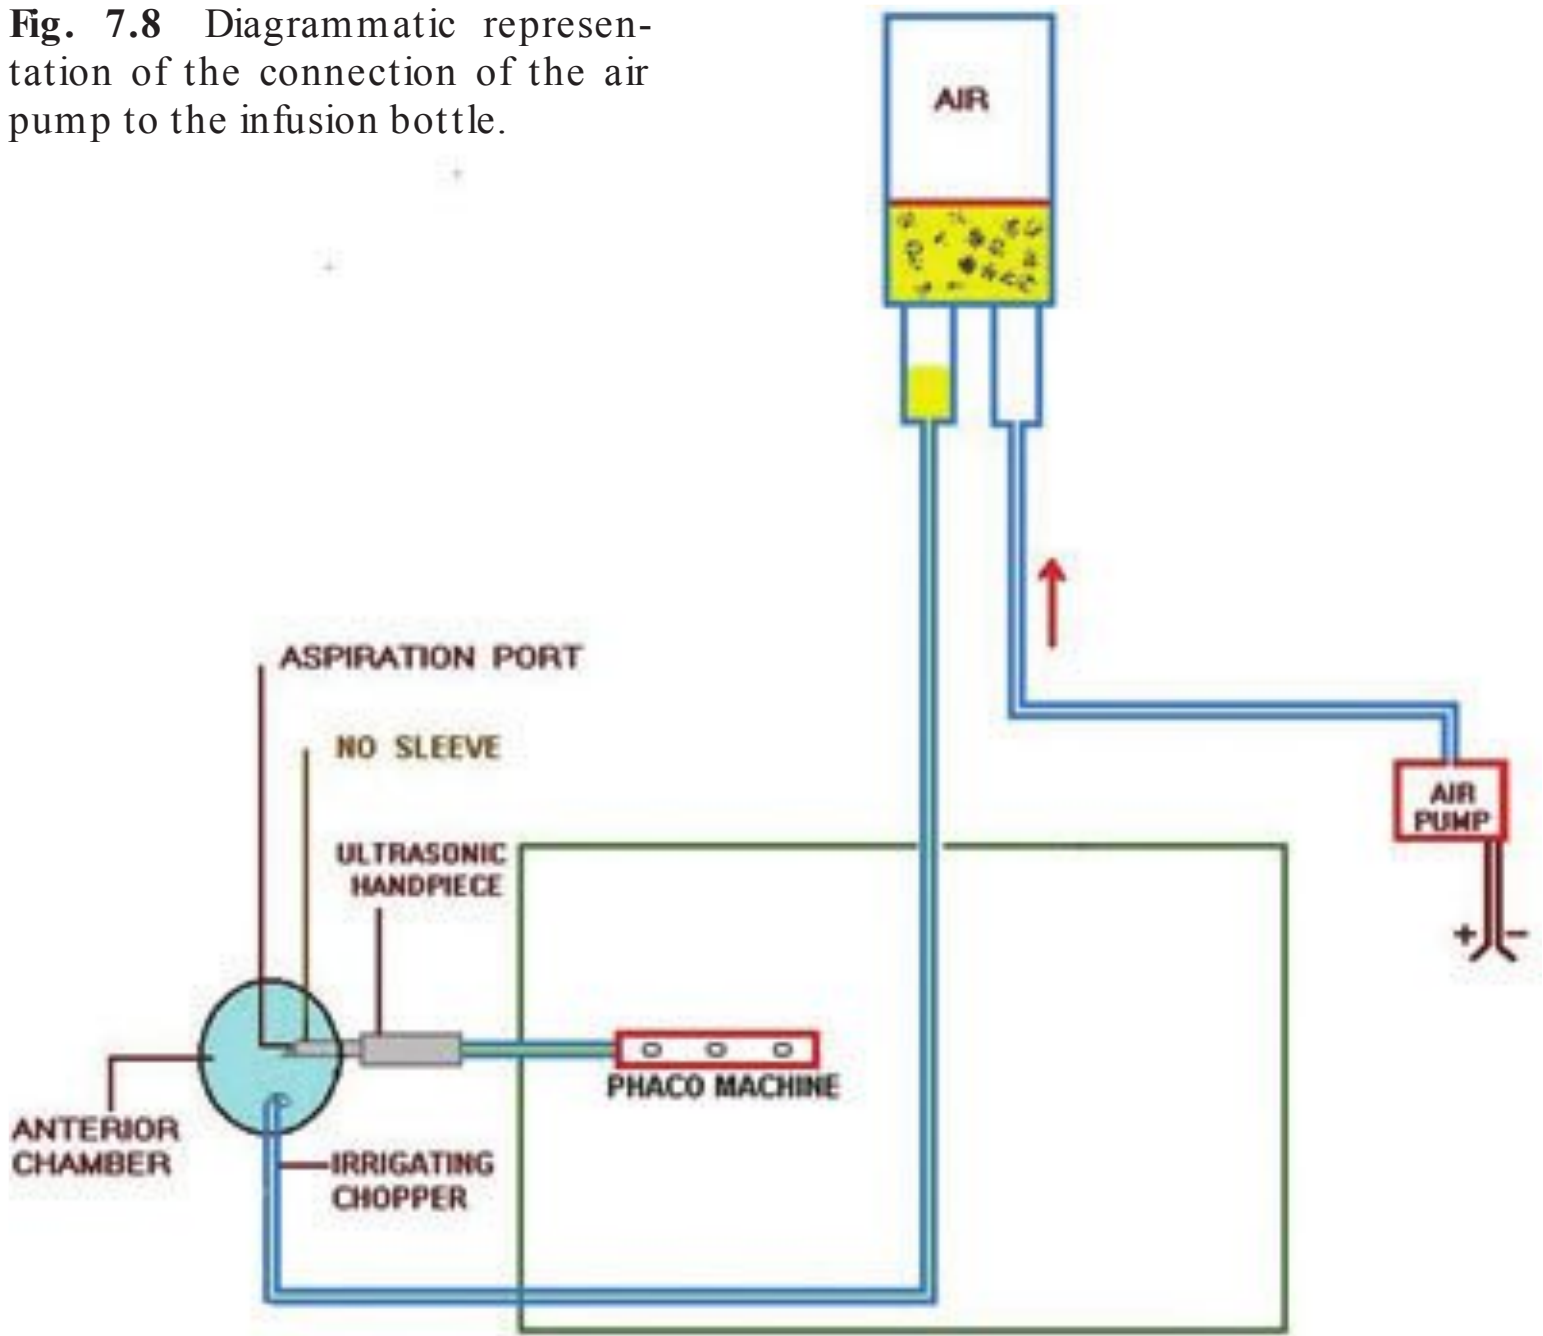 Fig. 7.8 Diagrammatic represen-
tation of the connection of the air
pump to the infusion bottle.
AIR
ASPIRATION PORT
NO SLEEVE
ULTRASONIC
HANDPIECE
AIR
PUMP
+ −
PHACO MACHINE
ANTERIOR
CHAMBER
IRRIGATING
CHOPPER